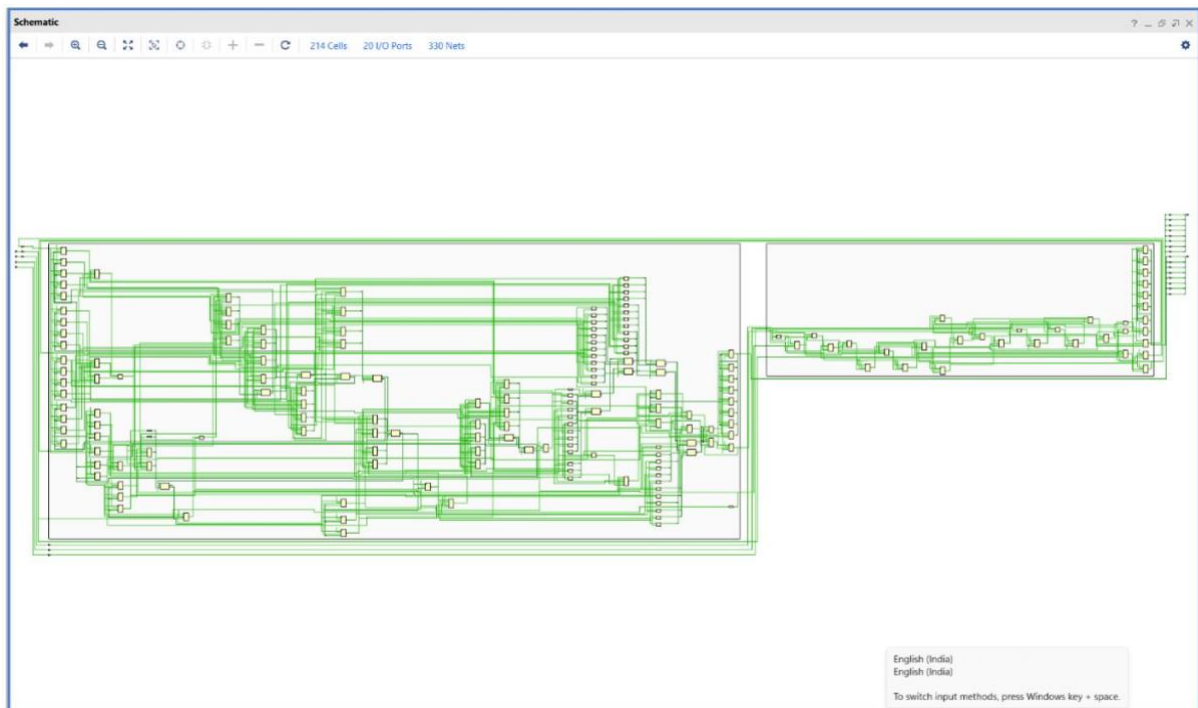 Schematic
214 Cells 20 I/O Ports 330 Nets
English (India)
English (India)
To switch input methods, press Windows key + space.